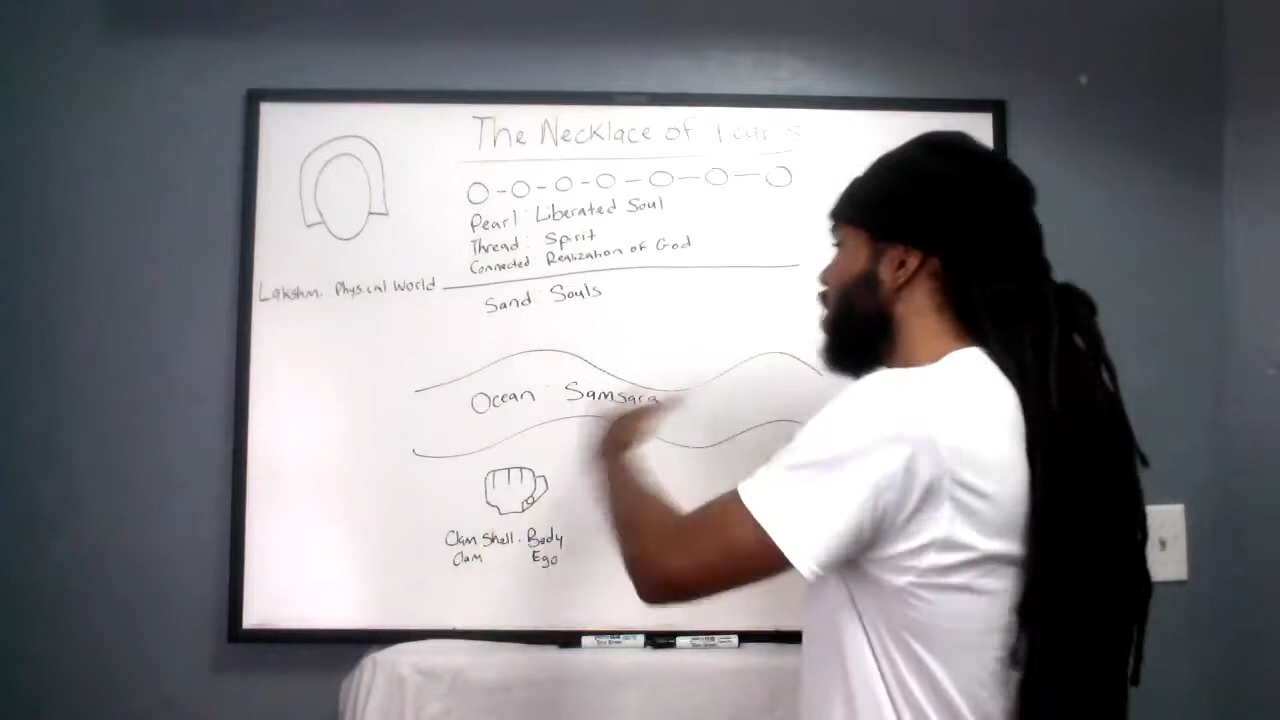 The Necklace of
Pearl : Liberated Soul
Thread : Spirit
Connected Realization of God
Lakshmi. Physical World
Sand : Souls
Ocean : Samsara
Clam Shell . Body
Clam Ego